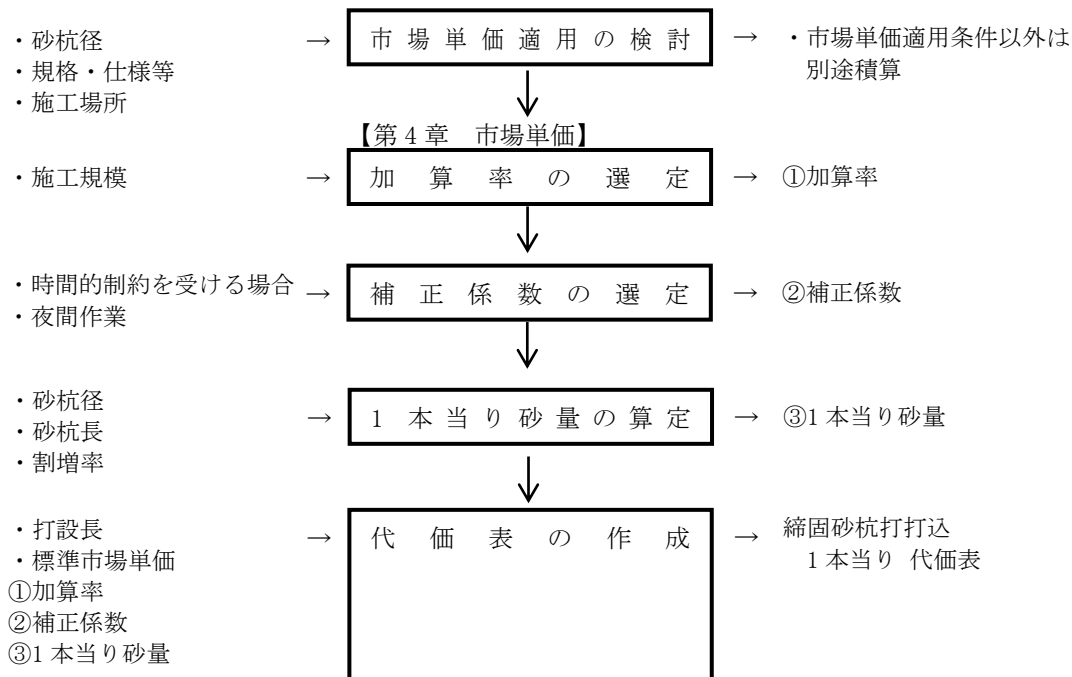 ・砂杭径
・規格・仕様等
・施工場所
→
市場単価適用の検討
→
・市場単価適用条件以外は
別途積算
【第4章 市場単価】
・施工規模
→
加算率の選定
→
①加算率
・時間的制約を受ける場合
・夜間作業
→
補正係数の選定
→
②補正係数
・砂杭径
・砂杭長
・割増率
→
1本当り砂量の算定
→
③1本当り砂量
・打設長
・標準市場単価
①加算率
②補正係数
③1本当り砂量
→
代価表の作成
→
締固砂杭打打込
1本当り 代価表